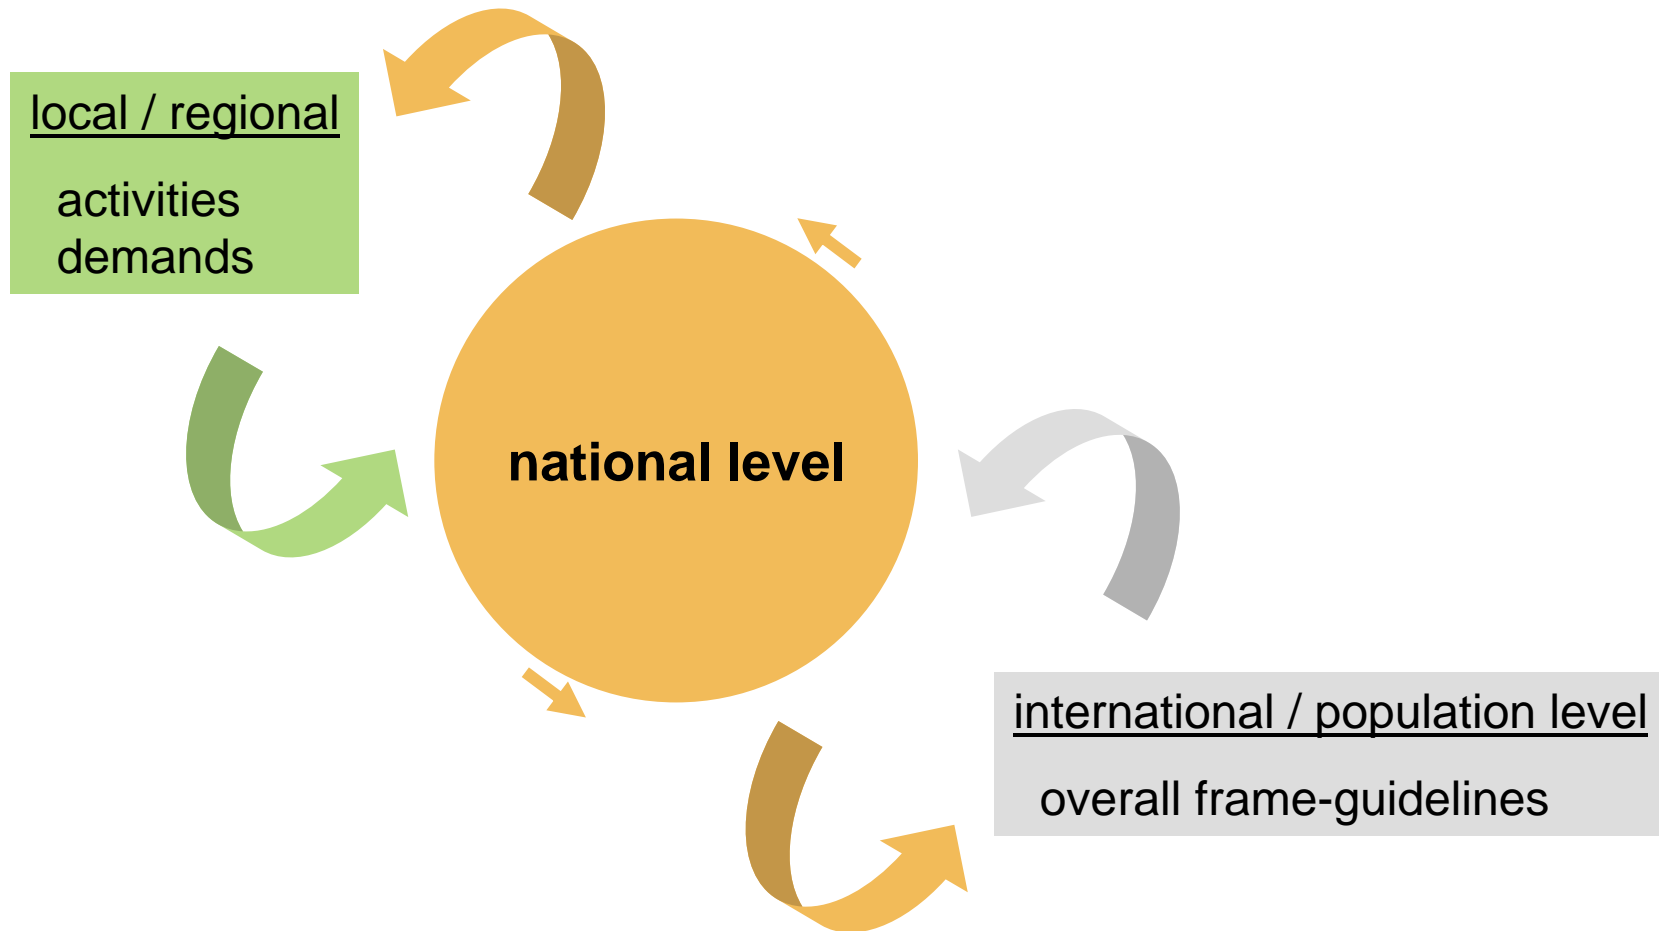 local / regional
activities
demands
national level
international / population level
overall frame-guidelines